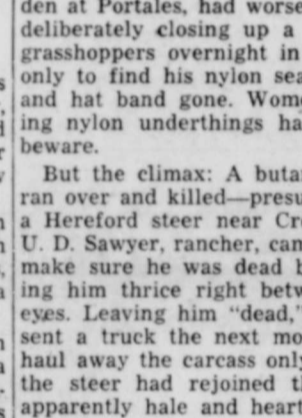 den at Portales, had worse
deliberately closing up a
grasshoppers overnight in
only to find his nylon sea
and hat band gone. Wom
ing nylon underthings ha
beware.
But the climax: A buta
ran over and killed—presu
a Hereford steer near Cr
U. D. Sawyer, rancher, cam
make sure he was dead b
ing him thrice right betw
eyes. Leaving him "dead,"
sent a truck the next mo
haul away the carcass only
the steer had rejoined t
apparently hale and heart